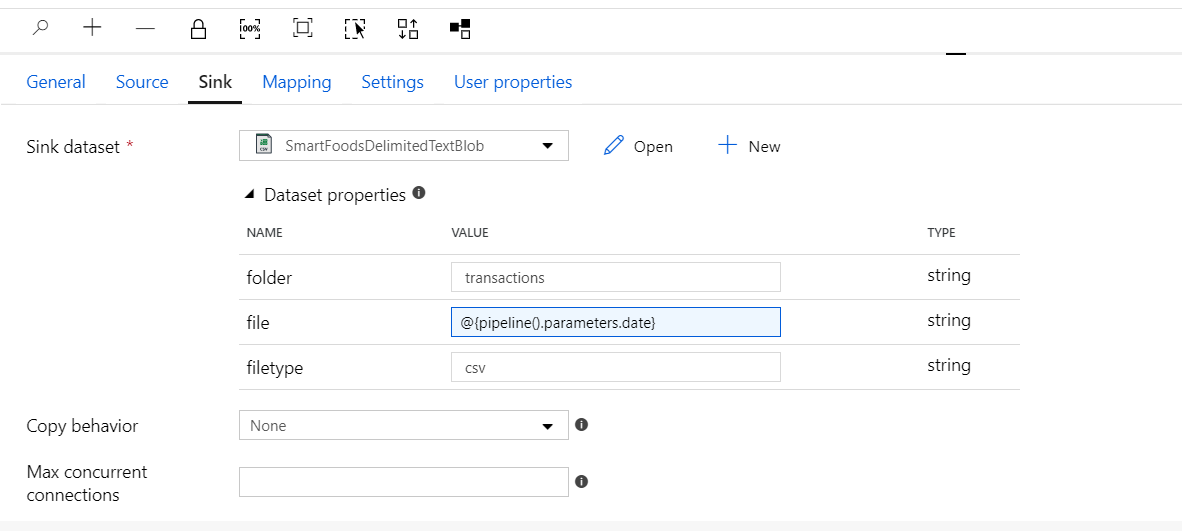 100%
General Source Sink Mapping Settings User properties
Sink dataset * CSV SmartFoodsDelimitedTextBlob Open New
Dataset properties
NAME VALUE TYPE
folder transactions string
file @{pipeline().parameters.date} string
filetype csv string
Copy behavior None
Max concurrent
connections